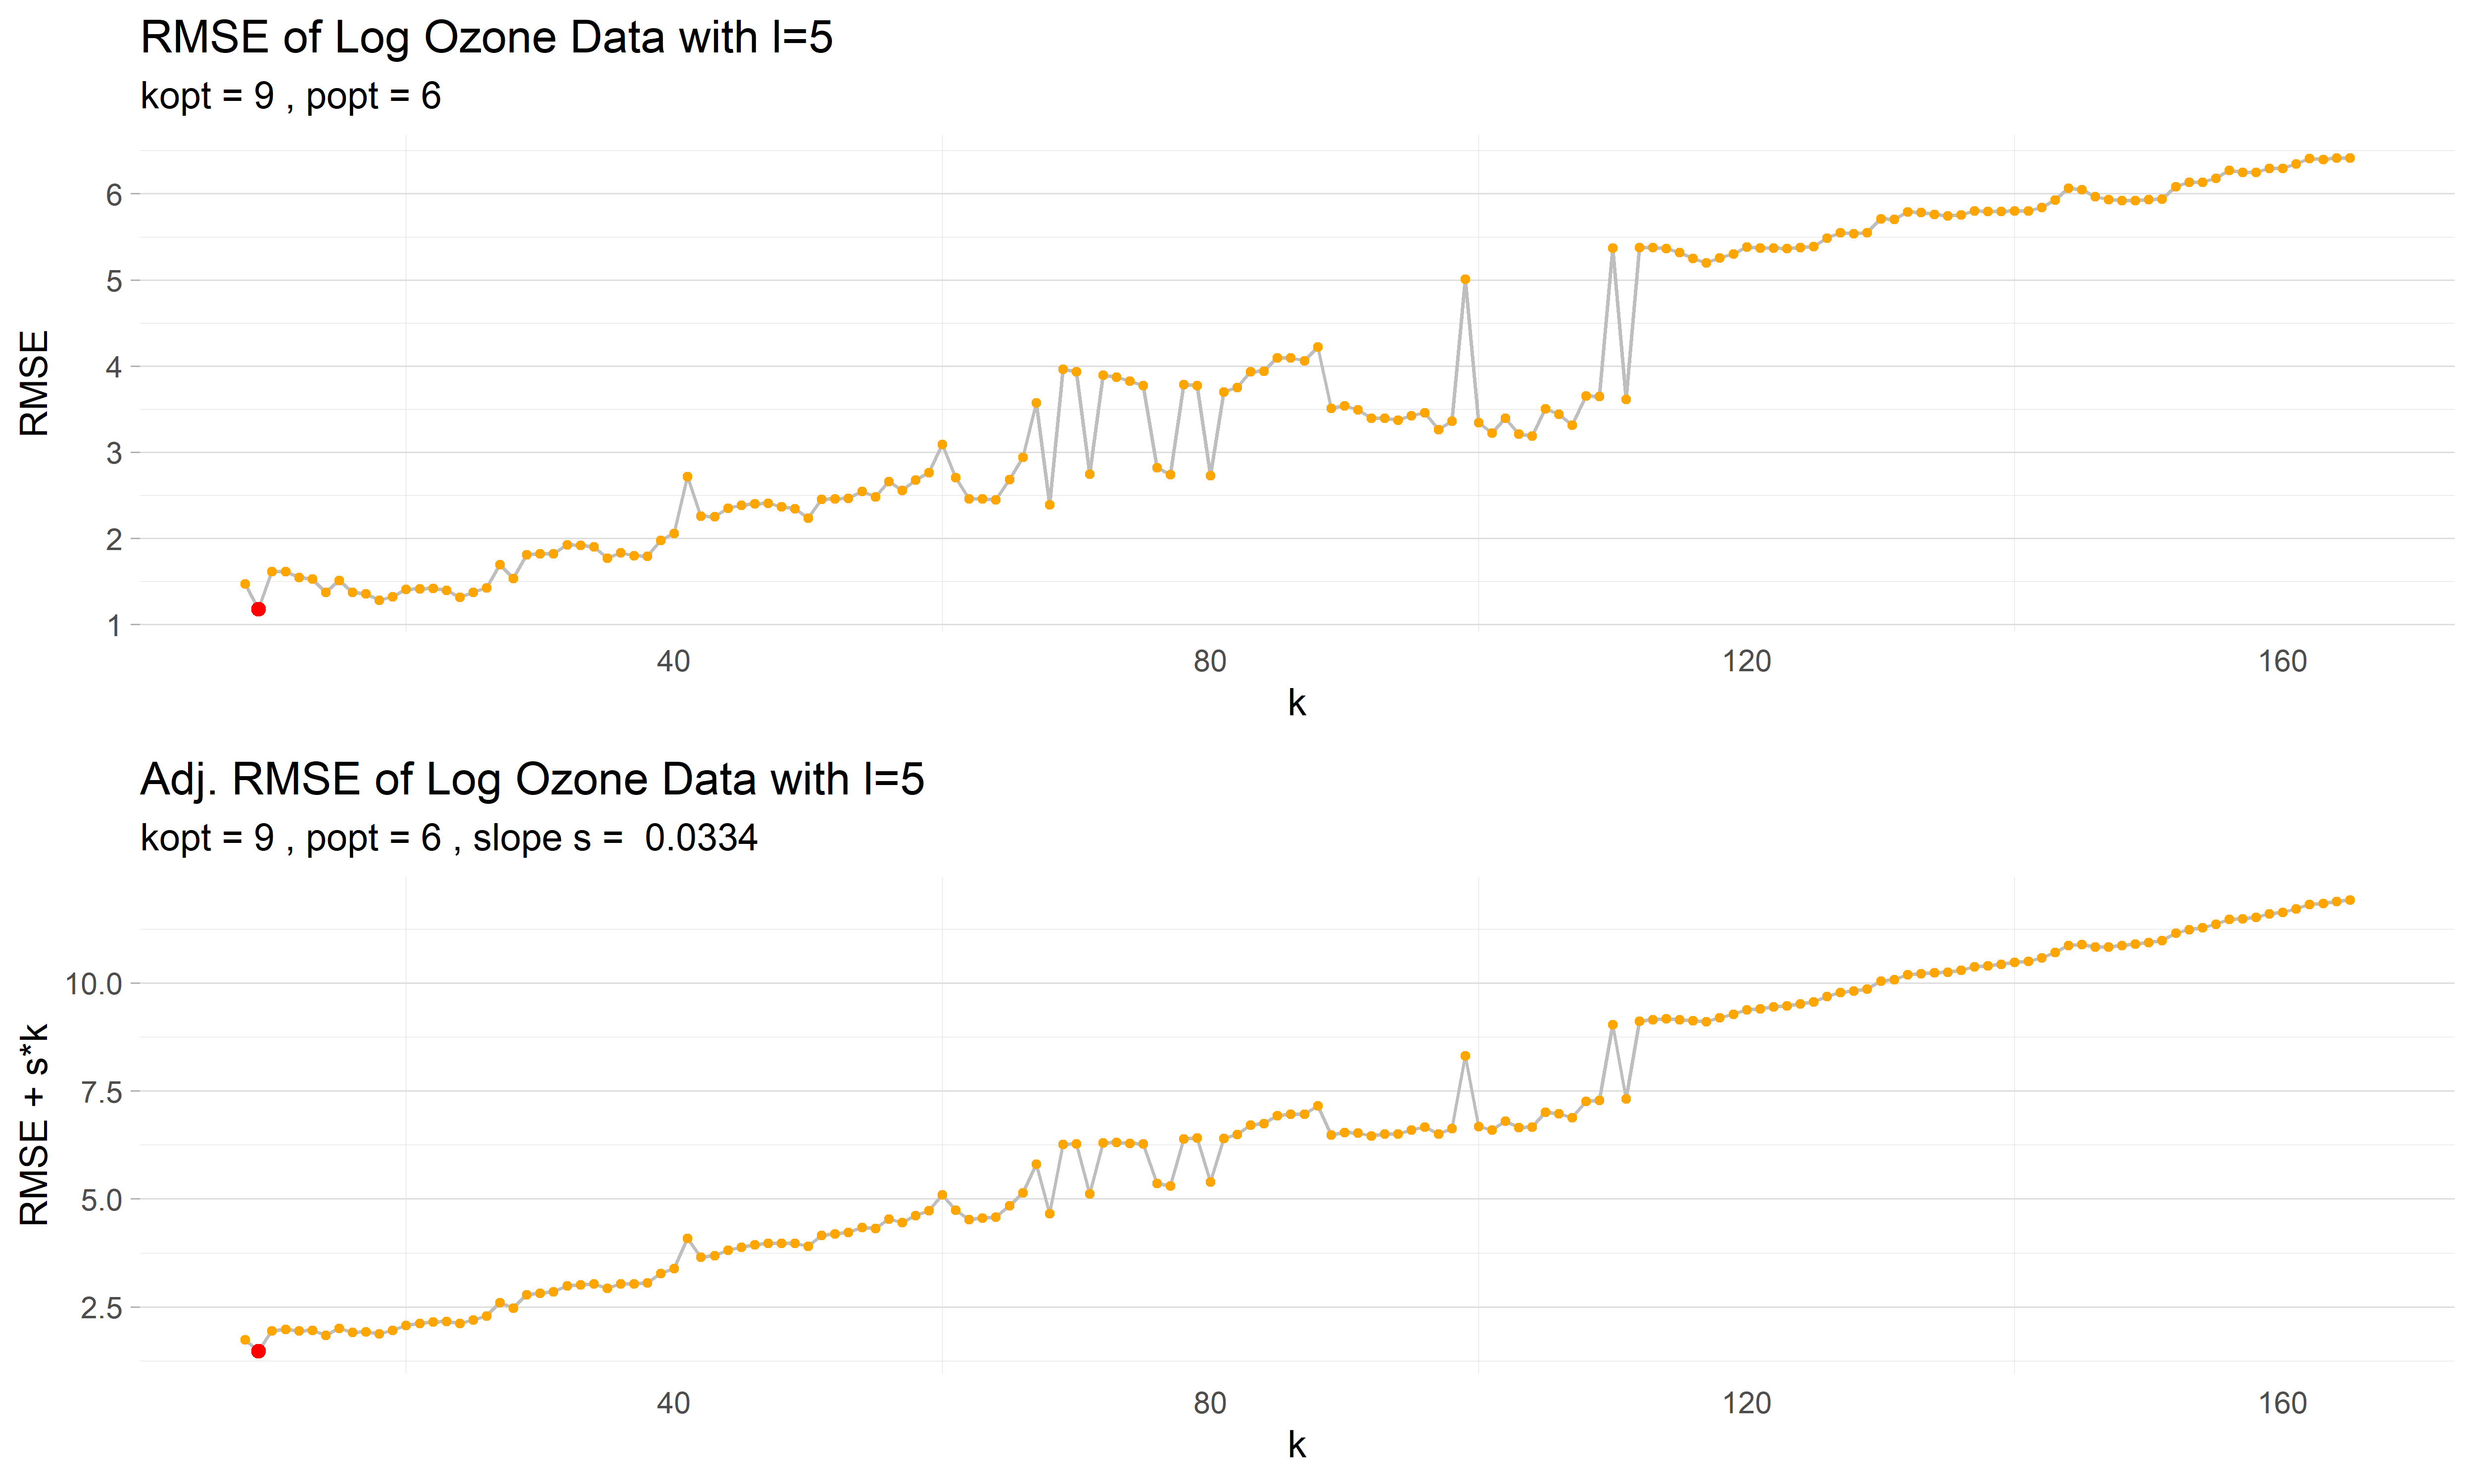 RMSE of Log Ozone Data with l=5
kopt = 9 , popt = 6
RMSE
6
5
4
3
2
1
40 80 120 160
k
Adj. RMSE of Log Ozone Data with l=5
kopt = 9 , popt = 6 , slope s =  0.0334
RMSE + s*k
10.0
7.5
5.0
2.5
40 80 120 160
k